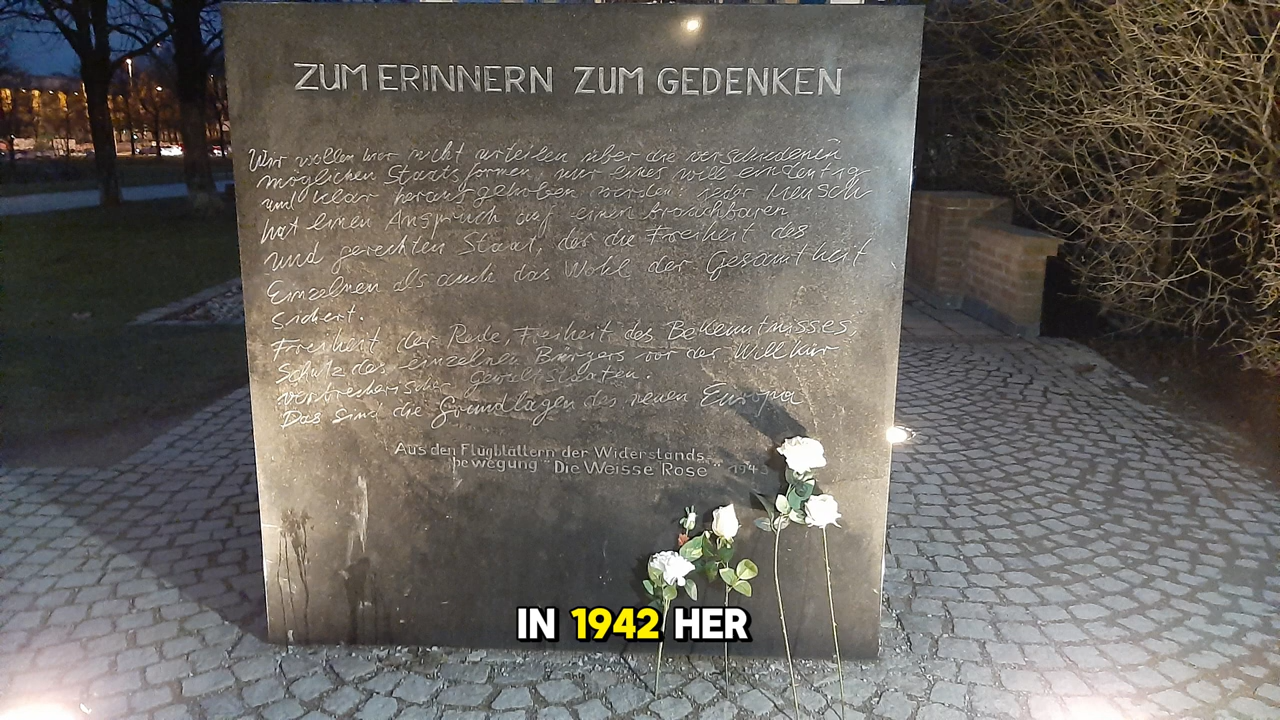 ZUM ERINNERN ZUM GEDENKEN
Wir wollen hier nicht urteilen über die verschiedenen
möglichen Staatsformen, nur eines will eindeutig
und klar herausgehoben werden: jeder Mensch
hat einen Anspruch auf einen brauchbaren
und gerechten Staat, der die Freiheit des
Einzelnen als auch das Wohl der Gesamtheit
sichert.
Freiheit der Rede, Freiheit des Bekenntnisses,
Schutz des einzelnen Bürgers vor der Willkür
verbrecherischer Gewaltstaaten.
Das sind die Grundlagen des neuen Europa
Aus den Flugblättern der Widerstands-
bewegung "Die Weisse Rose" 1943
IN 1942 HER